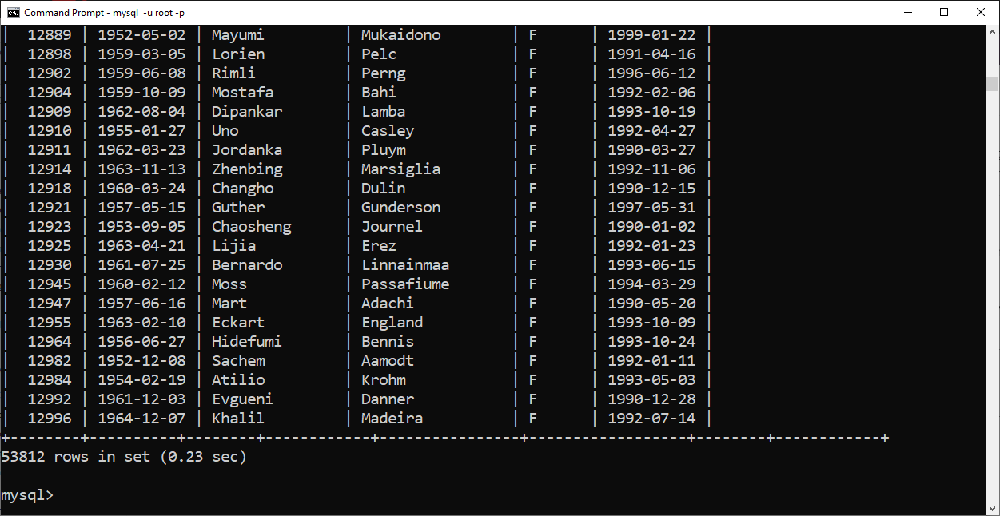 Command Prompt - mysql -u root -p
|  12889 | 1952-05-02 | Mayumi         | Mukaidono        | F      | 1999-01-22 |
|  12898 | 1959-03-05 | Lorien         | Pelc             | F      | 1991-04-16 |
|  12902 | 1959-06-08 | Rimli          | Perng            | F      | 1996-06-12 |
|  12904 | 1959-10-09 | Mostafa        | Bahi             | F      | 1992-02-06 |
|  12909 | 1962-08-04 | Dipankar       | Lamba            | F      | 1993-10-19 |
|  12910 | 1955-01-27 | Uno            | Casley           | F      | 1992-04-27 |
|  12911 | 1962-03-23 | Jordanka       | Pluym            | F      | 1990-03-27 |
|  12914 | 1963-11-13 | Zhenbing       | Marsiglia        | F      | 1992-11-06 |
|  12918 | 1960-03-24 | Changho        | Dulin            | F      | 1990-12-15 |
|  12921 | 1957-05-15 | Guther         | Gunderson        | F      | 1997-05-31 |
|  12923 | 1953-09-05 | Chaosheng      | Journel          | F      | 1990-01-02 |
|  12925 | 1963-04-21 | Lijia          | Erez             | F      | 1992-01-23 |
|  12930 | 1961-07-25 | Bernardo       | Linnainmaa       | F      | 1993-06-15 |
|  12945 | 1960-02-12 | Moss           | Passafiume       | F      | 1994-03-29 |
|  12947 | 1957-06-16 | Mart           | Adachi           | F      | 1990-05-20 |
|  12955 | 1963-02-10 | Eckart         | England          | F      | 1993-10-09 |
|  12964 | 1956-06-27 | Hidefumi       | Bennis           | F      | 1993-10-24 |
|  12982 | 1952-12-08 | Sachem         | Aamodt           | F      | 1992-01-11 |
|  12984 | 1954-02-19 | Atilio         | Krohm            | F      | 1993-05-03 |
|  12992 | 1961-12-03 | Evgueni        | Danner           | F      | 1990-12-28 |
|  12996 | 1964-12-07 | Khalil         | Madeira          | F      | 1992-07-14 |
+--------+----------+--------+------------+----------------+------------------+--------+------------+
53812 rows in set (0.23 sec)
mysql>